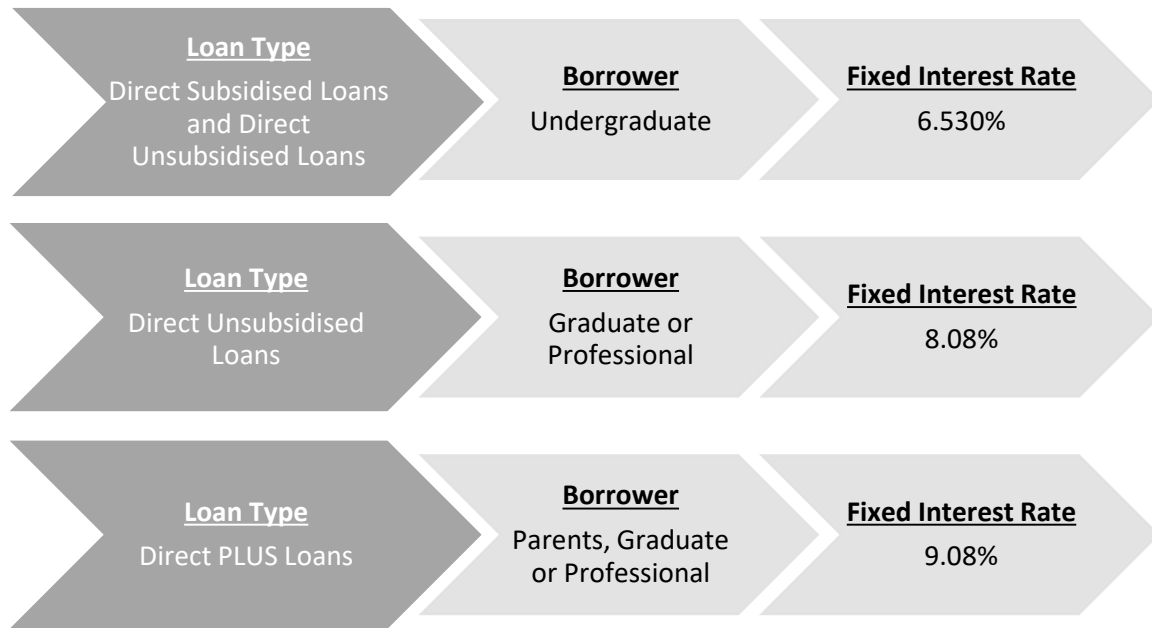 Loan Type
Direct Subsidised Loans
and Direct
Unsubsidised Loans
Borrower
Undergraduate
Fixed Interest Rate
6.530%
Loan Type
Direct Unsubsidised
Loans
Borrower
Graduate or
Professional
Fixed Interest Rate
8.08%
Loan Type
Direct PLUS Loans
Borrower
Parents, Graduate
or Professional
Fixed Interest Rate
9.08%